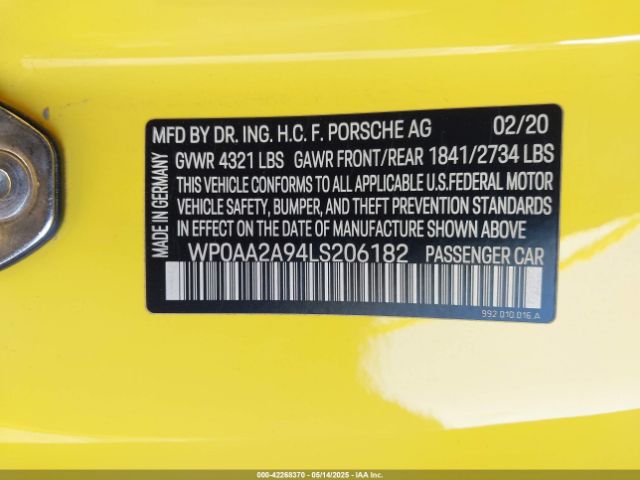 MFD BY DR. ING. H.C. F. PORSCHE AG 02/20
GVWR 4321 LBS GAWR FRONT/REAR 1841/2734 LBS
THIS VEHICLE CONFORMS TO ALL APPLICABLE U.S.FEDERAL MOTOR
VEHICLE SAFETY, BUMPER, AND THEFT PREVENTION STANDARDS
IN EFFECT ON THE DATE OF MANUFACTURE SHOWN ABOVE
WP0AA2A94LS206182 PASSENGER CAR
992.010.016.A
MADE IN GERMANY
000-42268370 - 05/14/2025 - IAA Inc.